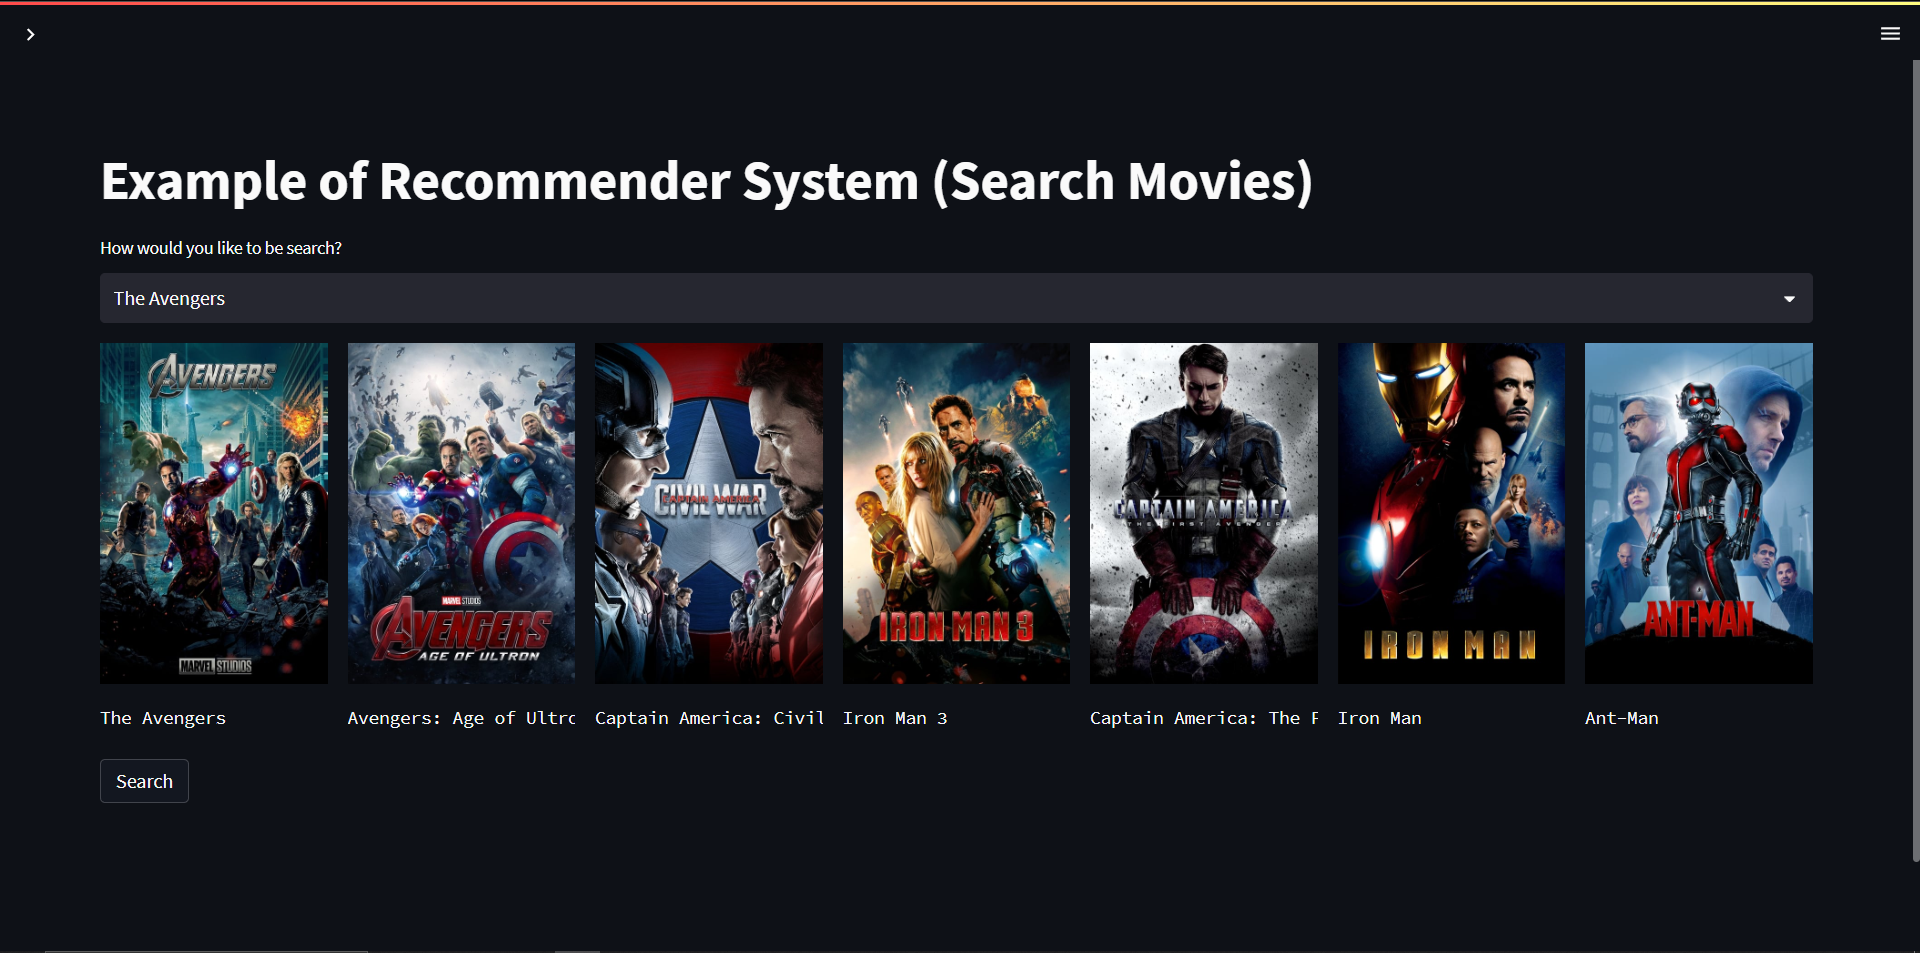 Example of Recommender System (Search Movies)
How would you like to be search?
The Avengers
AVENGERS
MARVEL STUDIOS
MARVEL STUDIOS
AVENGERS
AGE OF ULTRON
CAPTAIN AMERICA
CIVIL WAR
IRON MAN 3
CAPTAIN AMERICA
THE FIRST AVENGER
IRON MAN
ANT-MAN
The Avengers
Avengers: Age of Ultro
Captain America: Civil
Iron Man 3
Captain America: The F
Iron Man
Ant-Man
Search